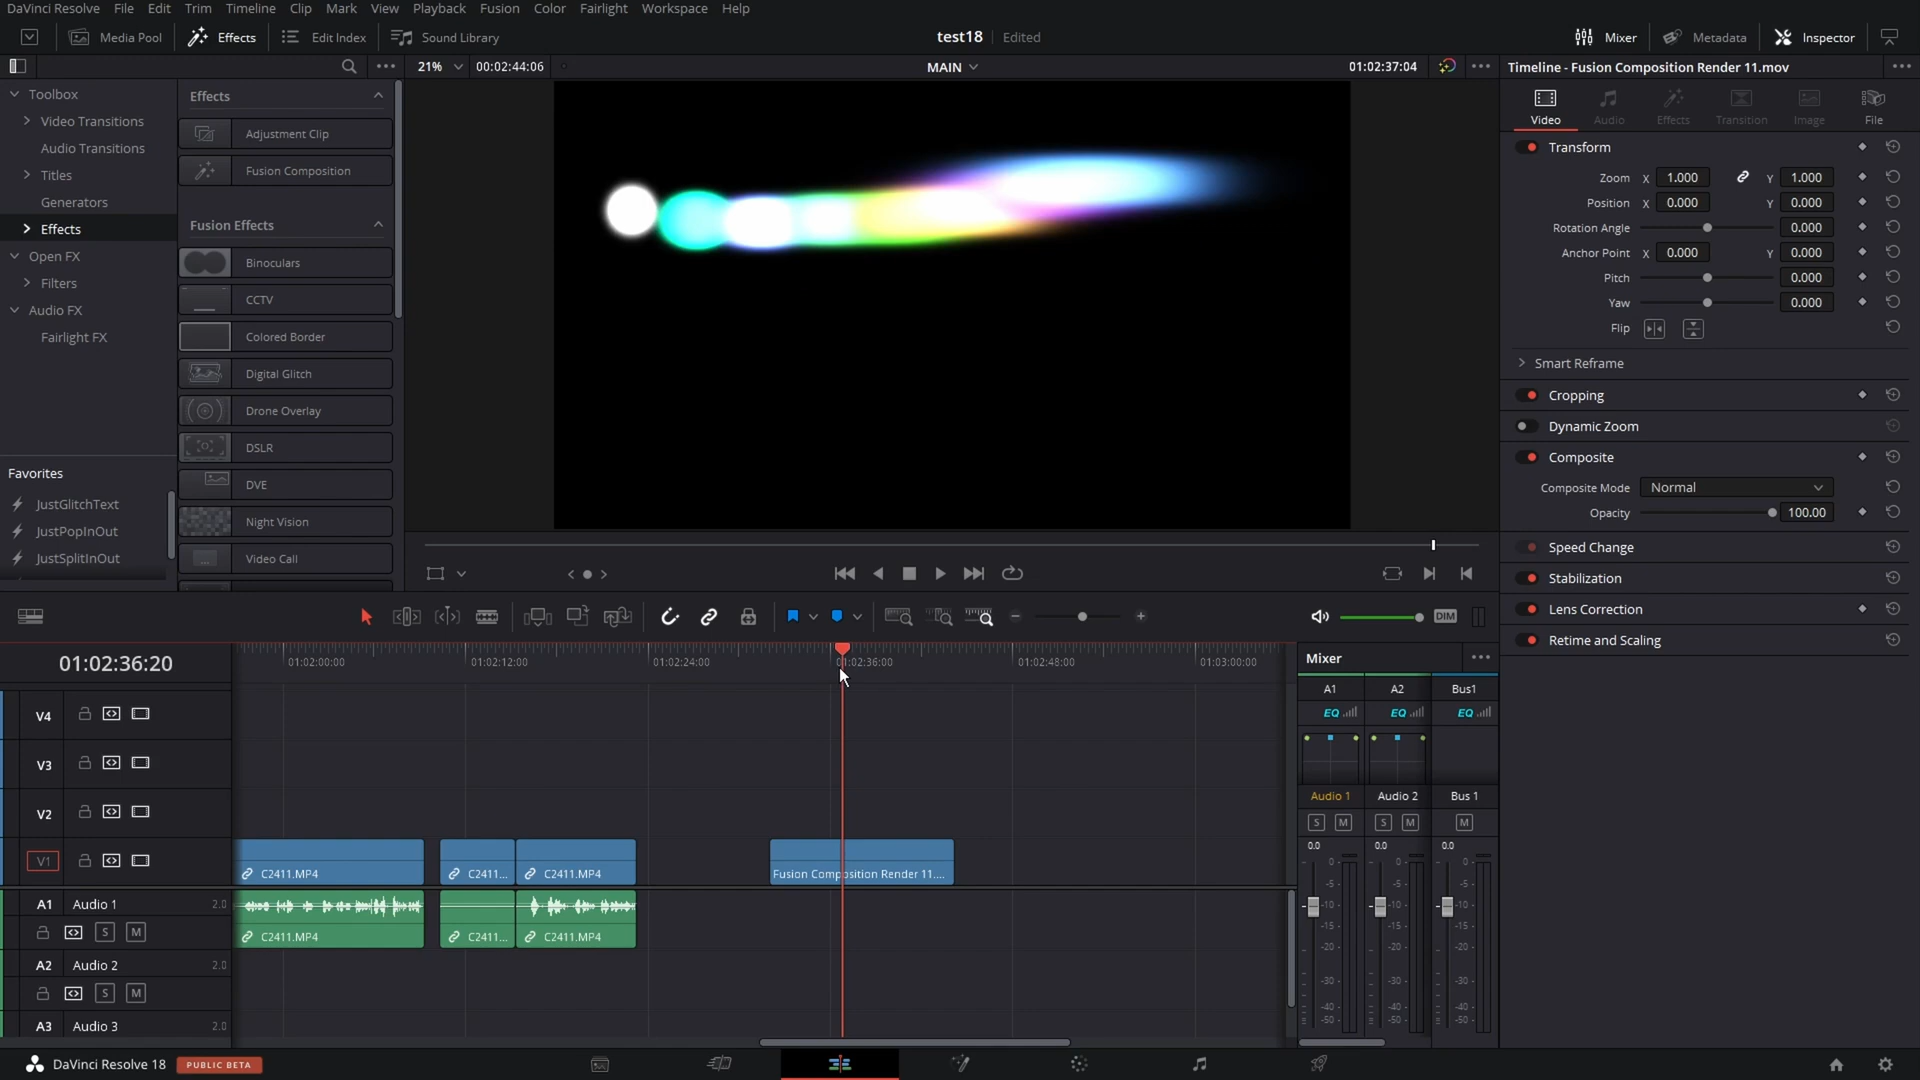 DaVinci Resolve File Edit Trim Timeline Clip Mark View Playback Fusion Color Fairlight Workspace Help
Media Pool Effects Edit Index Sound Library test18 Edited Mixer Metadata Inspector
21% 00:02:44:06 MAIN 01:02:37:04 Timeline - Fusion Composition Render 11.mov
Toolbox
Video Transitions
Audio Transitions
Titles
Generators
Effects
Open FX
Filters
Audio FX
Fairlight FX
Favorites
JustGlitchText
JustPopInOut
JustSplitInOut
Effects
Adjustment Clip
Fusion Composition
Fusion Effects
Binoculars
CCTV
Colored Border
Digital Glitch
Drone Overlay
DSLR
DVE
Night Vision
Video Call
Video Audio Effects Transition Image File
Transform
Zoom X 1.000 Y 1.000
Position X 0.000 Y 0.000
Rotation Angle 0.000
Anchor Point X 0.000 Y 0.000
Pitch 0.000
Yaw 0.000
Flip
Smart Reframe
Cropping
Dynamic Zoom
Composite
Composite Mode Normal
Opacity 100.00
Speed Change
Stabilization
Lens Correction
Retime and Scaling
DIM
01:02:36:20
01:02:00:00 01:02:12:00 01:02:24:00 01:02:36:00 01:02:48:00 01:03:00:00
V4
V3
V2
V1
C2411.MP4 C2411... C2411.MP4 Fusion Composition Render 11....
A1 Audio 1 2.0
S M
C2411.MP4 C2411... C2411.MP4
A2 Audio 2 2.0
S M
A3 Audio 3 2.0
Mixer
A1 A2 Bus1
EQ EQ EQ
Audio 1 Audio 2 Bus 1
S M S M M
0.0 0.0 0.0
0- 0- 0-
-5- -5- -5-
-10- -10- -10-
-15- -15- -15-
-20- -20- -20-
-30- -30- -30-
-40- -40- -40-
-50- -50- -50-
DaVinci Resolve 18 PUBLIC BETA